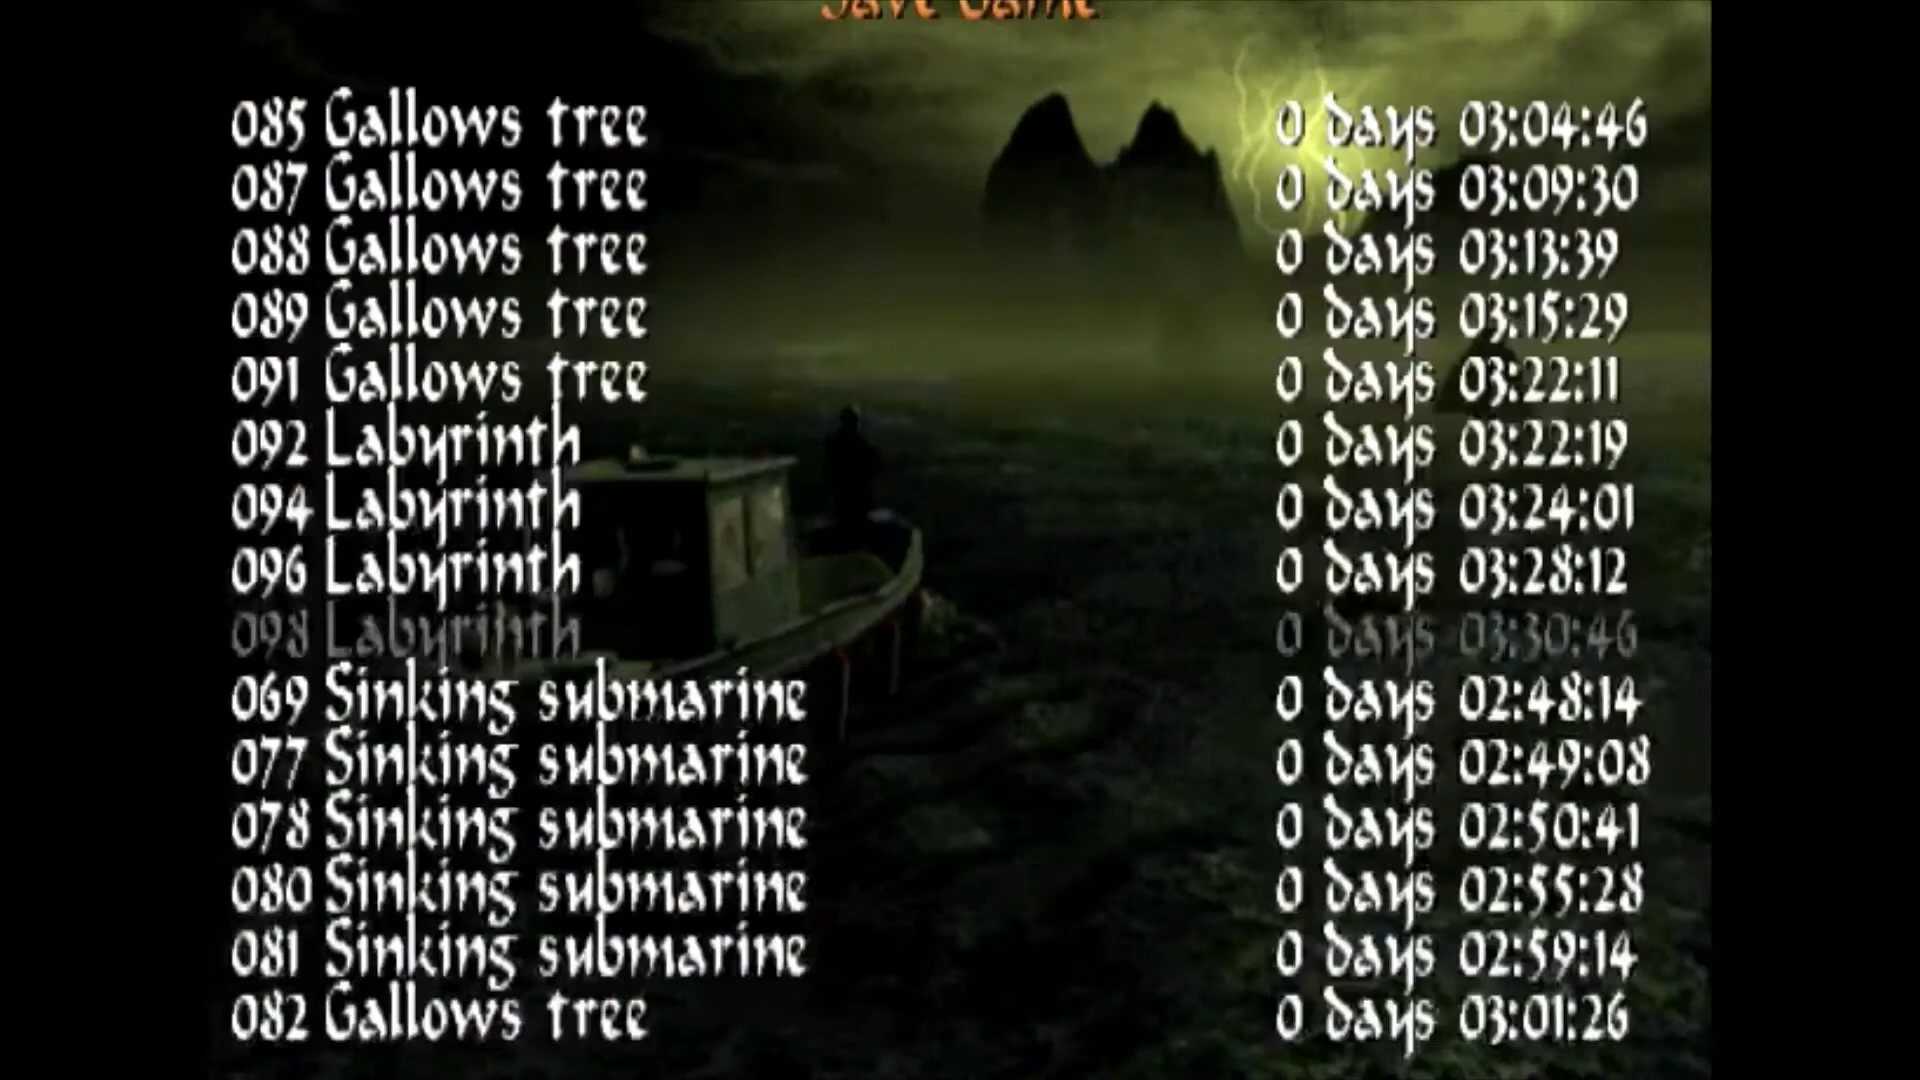 Save Game
085 Gallows tree 0 days 03:04:46
087 Gallows tree 0 days 03:09:30
088 Gallows tree 0 days 03:13:39
089 Gallows tree 0 days 03:15:29
091 Gallows tree 0 days 03:22:11
092 Labyrinth 0 days 03:22:19
094 Labyrinth 0 days 03:24:01
096 Labyrinth 0 days 03:28:12
098 Labyrinth 0 days 03:30:46
069 Sinking submarine 0 days 02:48:14
077 Sinking submarine 0 days 02:49:08
078 Sinking submarine 0 days 02:50:41
080 Sinking submarine 0 days 02:55:28
081 Sinking submarine 0 days 02:59:14
082 Gallows tree 0 days 03:01:26